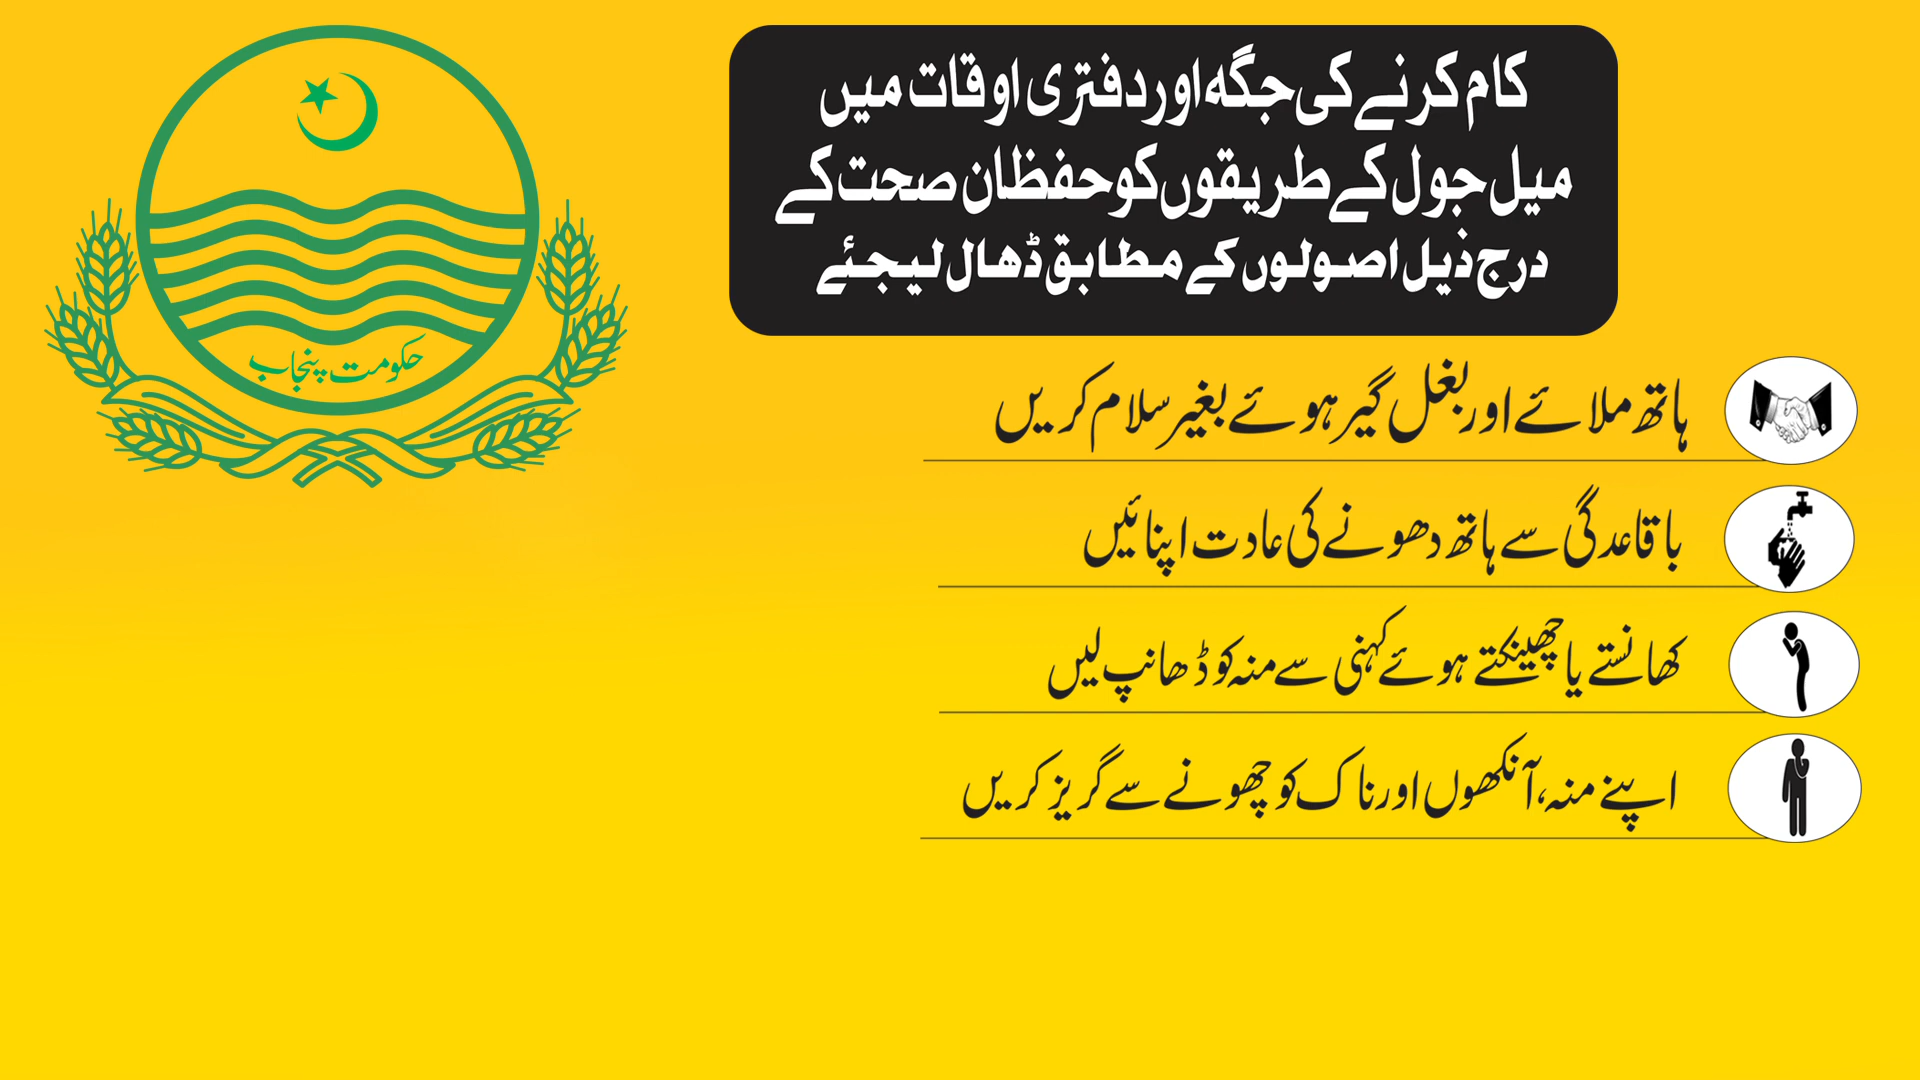 کام کرنے کی جگہ اور دفتری اوقات میں
میل جول کے طریقوں کو حفظان صحت کے
درج ذیل اصولوں کے مطابق ڈھال لیجئے
حکومت پنجاب
ہاتھ ملائے اور بغل گیر ہوئے بغیر سلام کریں
باقاعدگی سے ہاتھ دھونے کی عادت اپنائیں
کھانستے یا چھینکتے ہوئے کہنی سے منہ کو ڈھانپ لیں
اپنے منہ، آنکھوں اور ناک کو چھونے سے گریز کریں